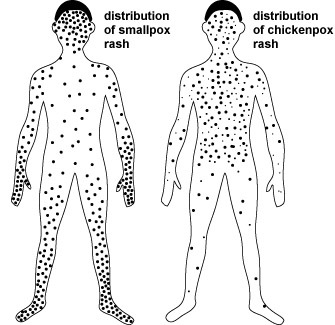 distribution
of smallpox
rash
distribution
of chickenpox
rash